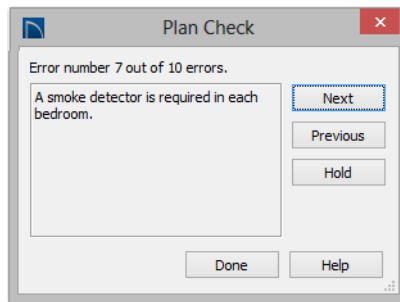 Plan Check
Error number 7 out of 10 errors.
A smoke detector is required in each
bedroom.
Next
Previous
Hold
Done
Help